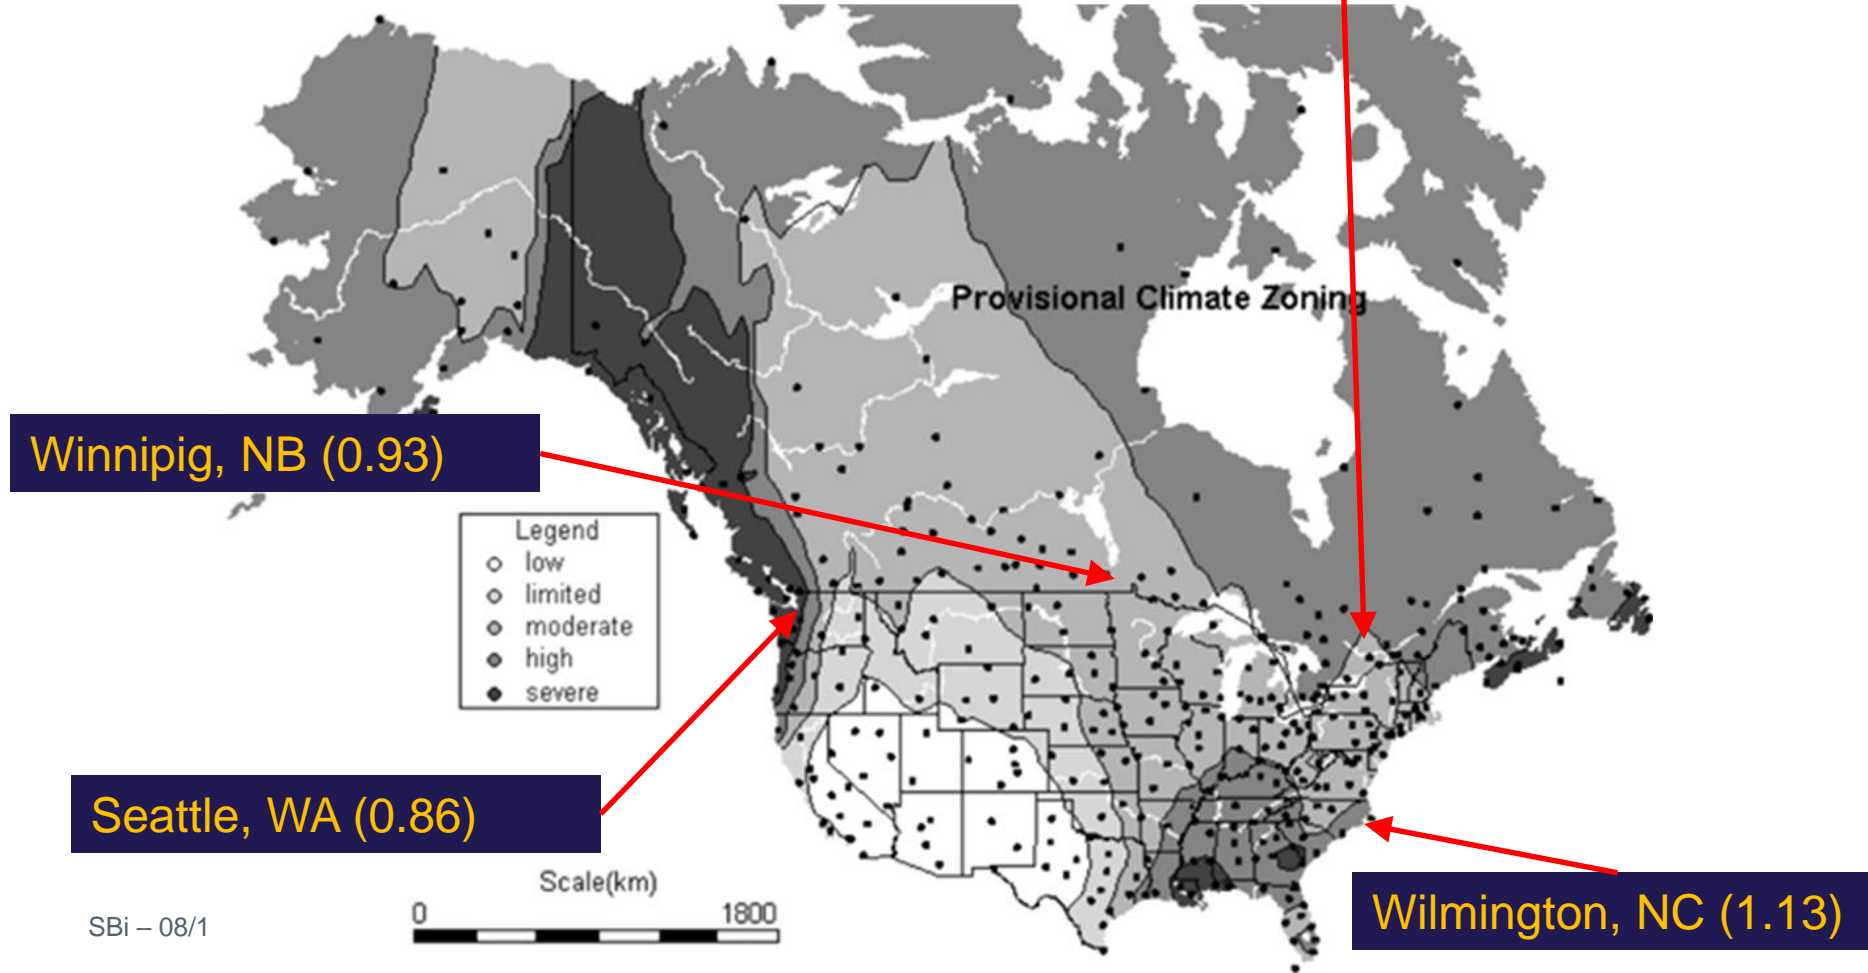 Provisional Climate Zoning
Winnipig, NB (0.93)
Legend
low
limited
moderate
high
severe
Seattle, WA (0.86)
Scale(km)
0 1800
Wilmington, NC (1.13)
SBi – 08/1